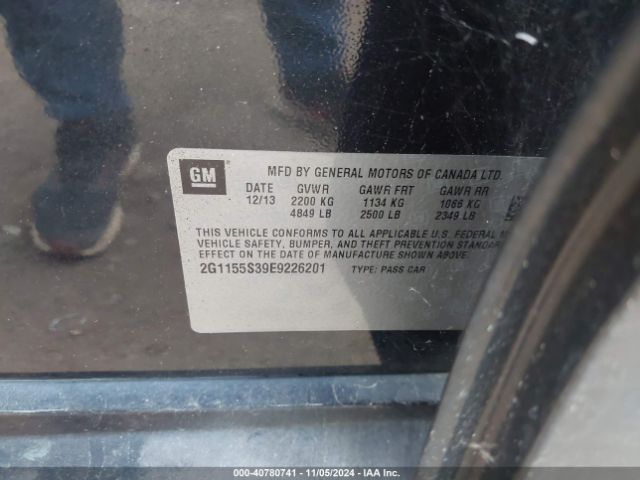 GM
MFD BY GENERAL MOTORS OF CANADA LTD.
DATE GVWR GAWR FRT GAWR RR
12/13 2200 KG 1134 KG 1066 KG
4849 LB 2500 LB 2349 LB
THIS VEHICLE CONFORMS TO ALL APPLICABLE U.S. FEDERAL M
VEHICLE SAFETY, BUMPER, AND THEFT PREVENTION STANDAR
EFFECT ON THE DATE OF MANUFACTURE SHOWN ABOVE.
2G1155S39E9226201 TYPE: PASS CAR
000-40780741 - 11/05/2024 - IAA Inc.